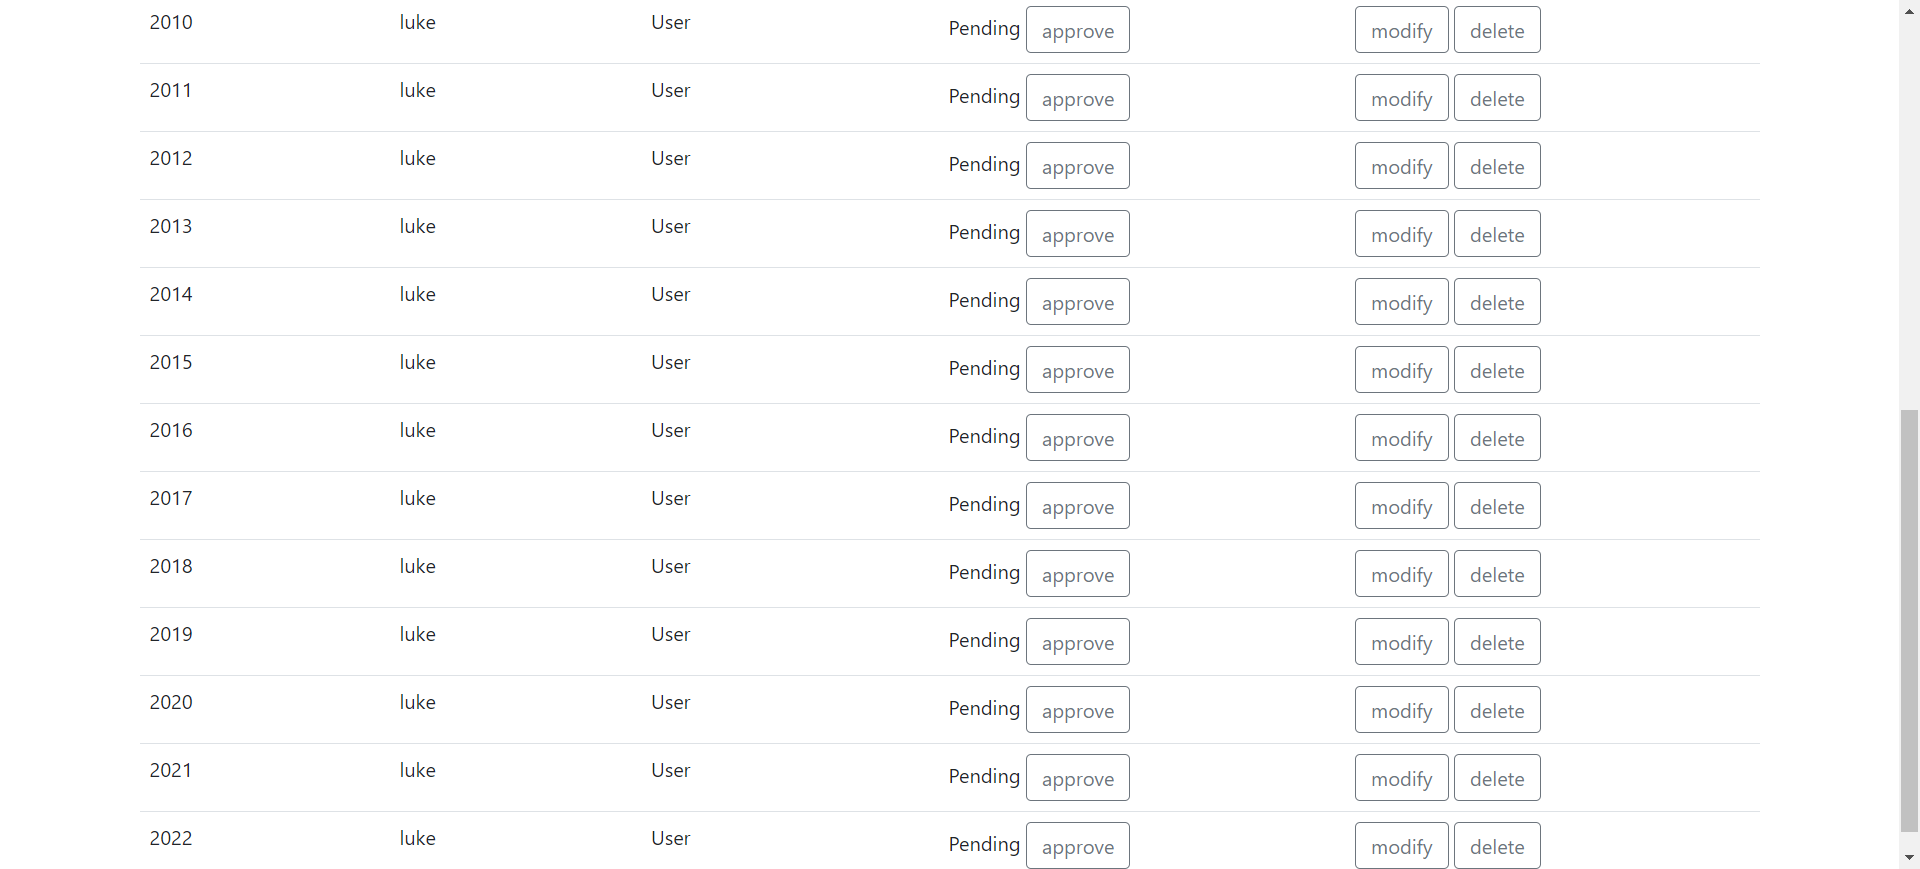 2010 luke User Pending approve modify delete
2011 luke User Pending approve modify delete
2012 luke User Pending approve modify delete
2013 luke User Pending approve modify delete
2014 luke User Pending approve modify delete
2015 luke User Pending approve modify delete
2016 luke User Pending approve modify delete
2017 luke User Pending approve modify delete
2018 luke User Pending approve modify delete
2019 luke User Pending approve modify delete
2020 luke User Pending approve modify delete
2021 luke User Pending approve modify delete
2022 luke User Pending approve modify delete